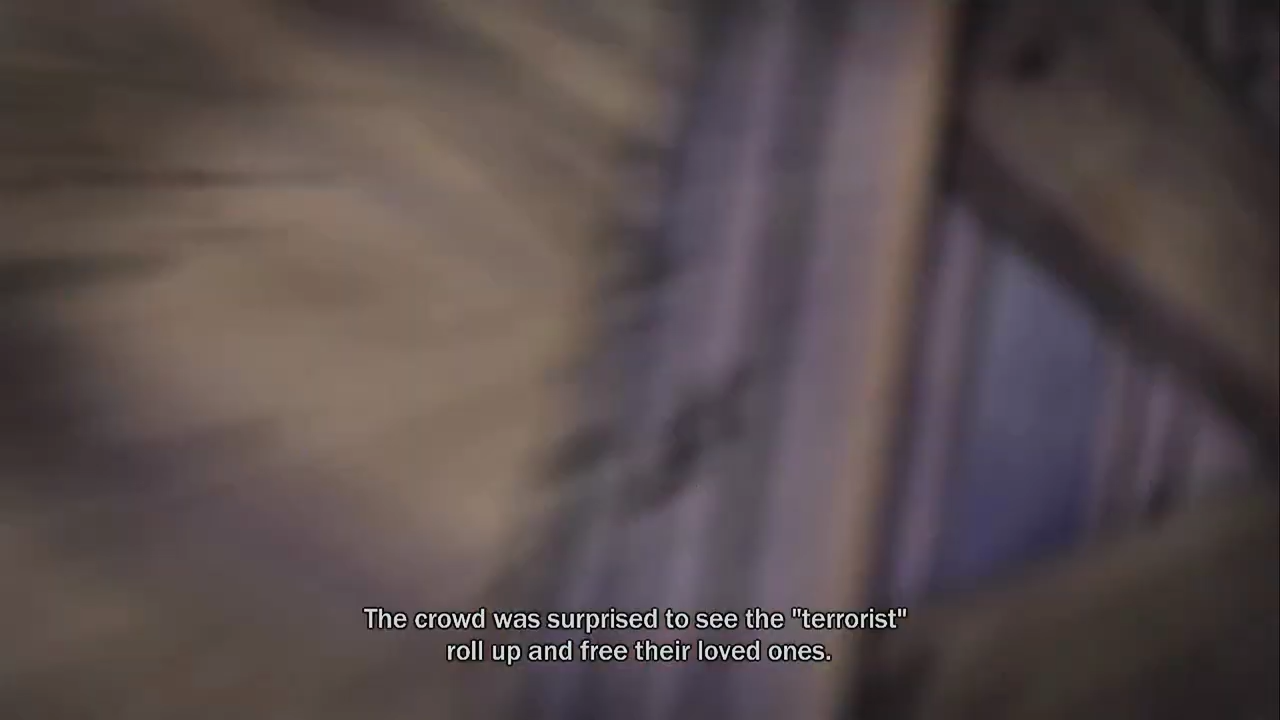 The crowd was surprised to see the "terrorist"
roll up and free their loved ones.